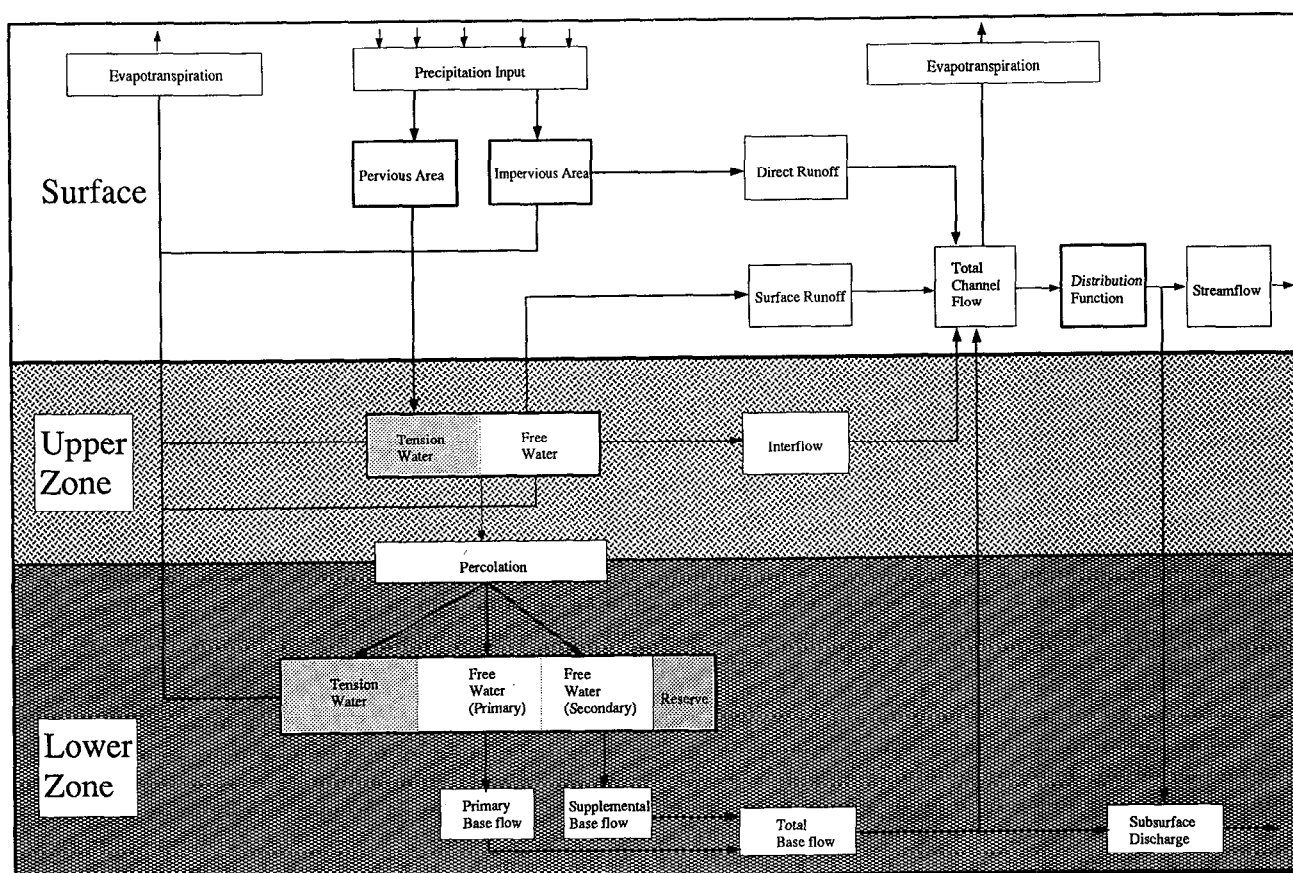 Evapotranspiration
Precipitation Input
Evapotranspiration
Surface
Pervious Area
Impervious Area
Direct Runoff
Surface Runoff
Total
Channel
Flow
Distribution
Function
Streamflow
Upper
Zone
Tension
Water
Free
Water
Interflow
Percolation
Lower
Zone
Tension
Water
Free
Water
(Primary)
Free
Water
(Secondary)
Reserve
Primary
Base flow
Supplemental
Base flow
Total
Base flow
Subsurface
Discharge